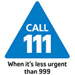 CALL
111
When it's less urgent
than 999